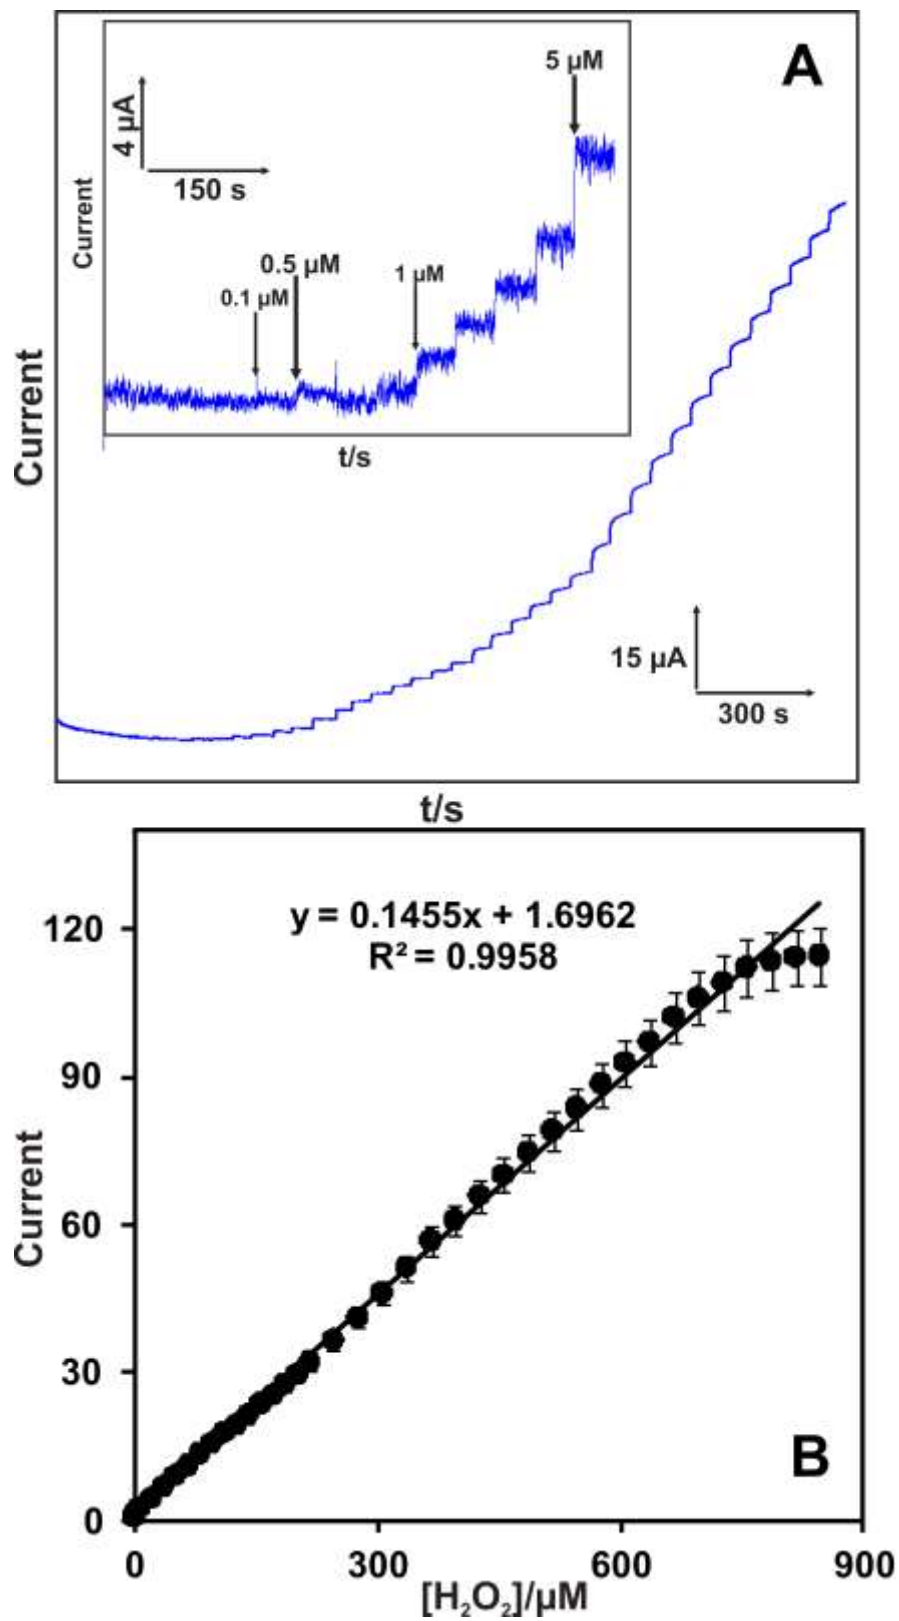 A
5 µM
4 µA
150 s
Current
0.5 µM
0.1 µM
1 µM
t/s
Current
15 µA
300 s
t/s
y = 0.1455x + 1.6962
R² = 0.9958
120
90
60
30
0
Current
B
0 300 600 900
[H₂O₂]/µM